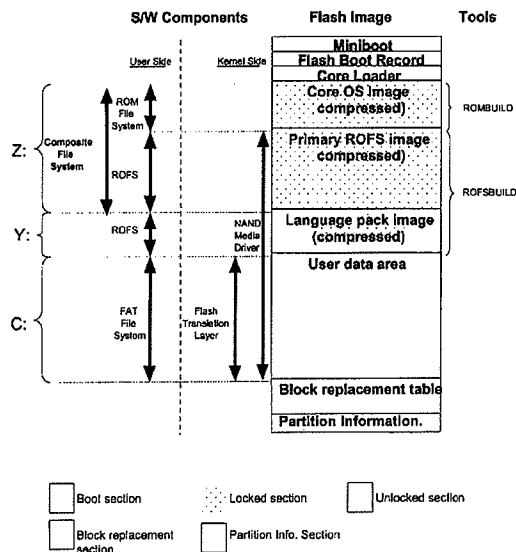 S/W Components
Flash Image
Tools
User Side
Kernel Side
Miniboot
Flash Boot Record
Core Loader
Core OS Image
compressed)
ROM
File
System
ROMBUILD
Z:
Composite
File
System
Primary ROFS image
compressed)
ROFS
ROFSBUILD
Y:
ROFS
NAND
Media
Driver
Language pack image
(compressed)
User data area
C:
FAT
File
System
Flash
Translation
Layer
Block replacement table
Partition Information.
Boot section
Locked section
Unlocked section
Block replacement
section
Partition Info. Section